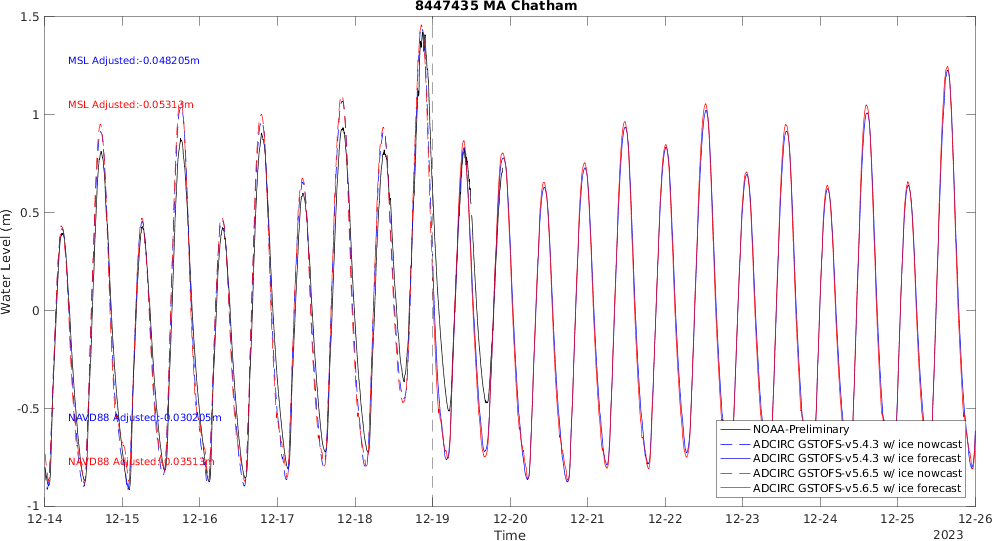 8447435 MA Chatham
1.5
1
0.5
0
-0.5
-1
Water Level (m)
MSL Adjusted:-0.048205m
MSL Adjusted:-0.05313m
NAVD88 Adjusted:-0.030205m
NAVD88 Adjusted:-0.03513m
NOAA-Preliminary
ADCIRC GSTOFS-v5.4.3 w/ ice nowcast
ADCIRC GSTOFS-v5.4.3 w/ ice forecast
ADCIRC GSTOFS-v5.6.5 w/ ice nowcast
ADCIRC GSTOFS-v5.6.5 w/ ice forecast
12-14 12-15 12-16 12-17 12-18 12-19 12-20 12-21 12-22 12-23 12-24 12-25 12-26
Time
2023